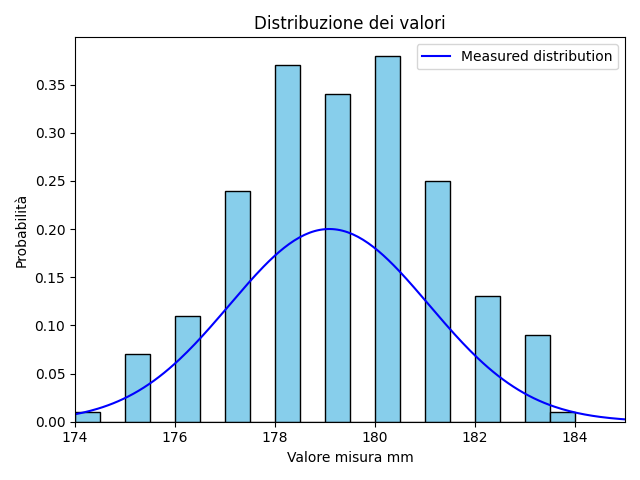 Distribuzione dei valori
Measured distribution
Probabilità
0.35
0.30
0.25
0.20
0.15
0.10
0.05
0.00
174 176 178 180 182 184
Valore misura mm